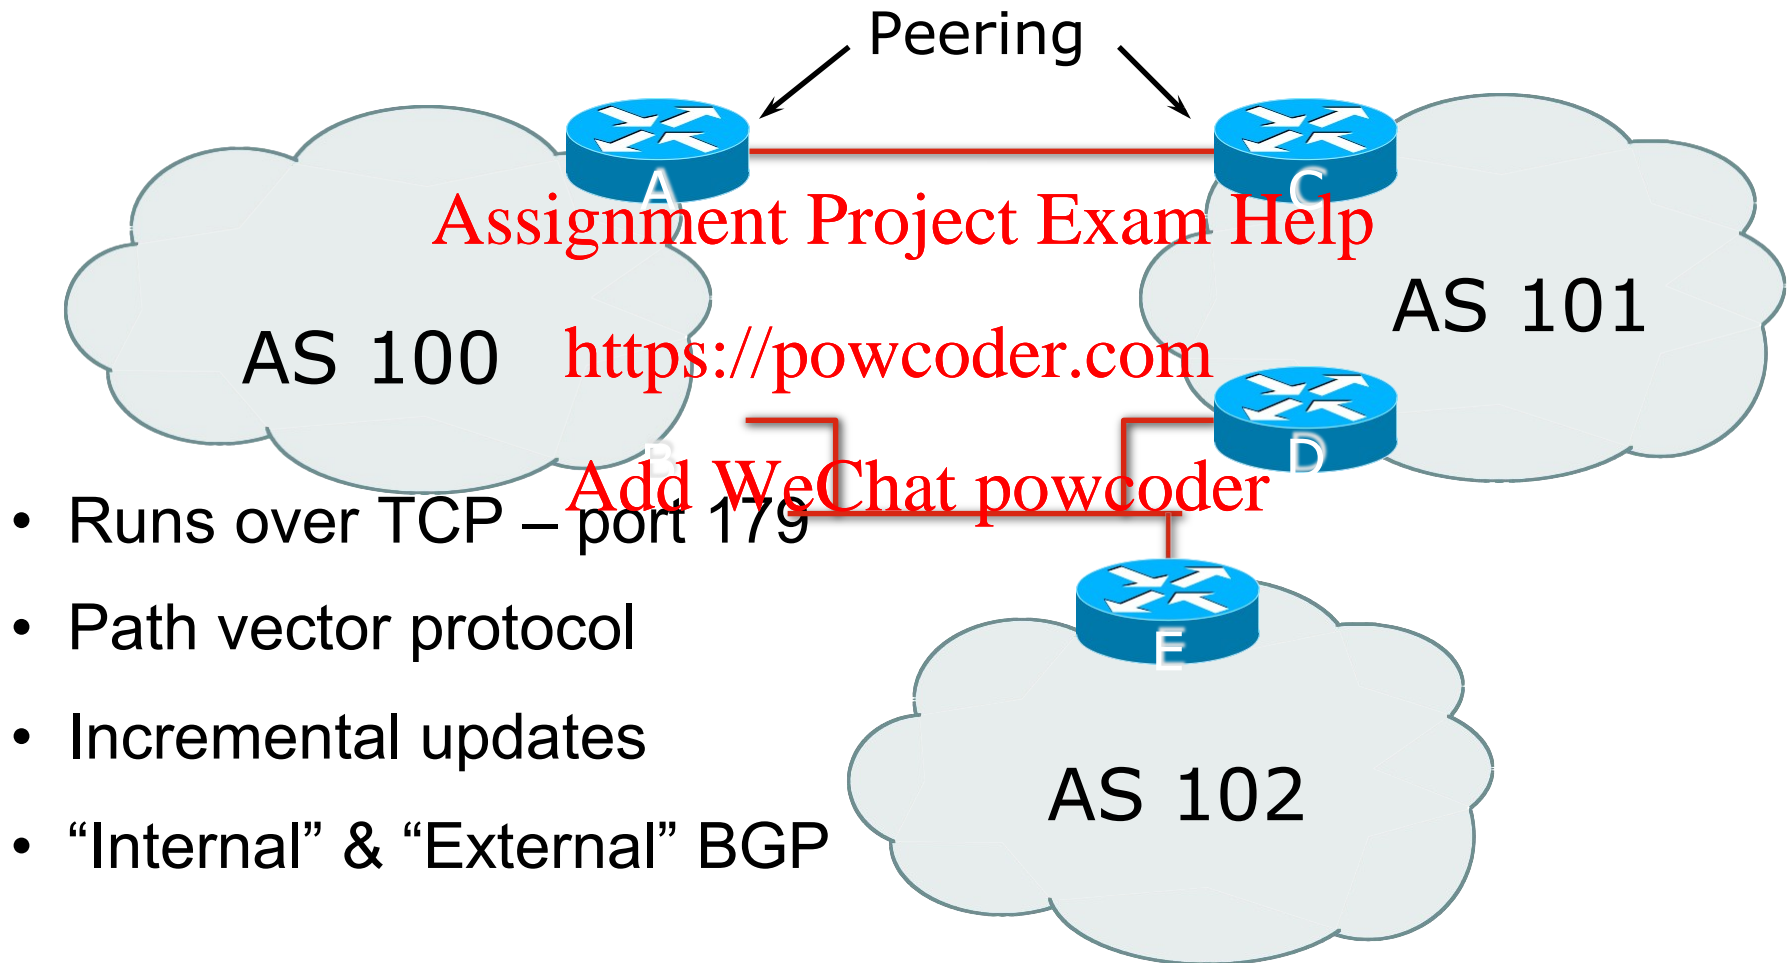 Peering
A
C
Assignment Project Exam Help
AS 101
AS 100
https://powcoder.com
B
D
Add WeChat powcoder
• Runs over TCP – port 179
E
• Path vector protocol
• Incremental updates
AS 102
• “Internal” & “External” BGP